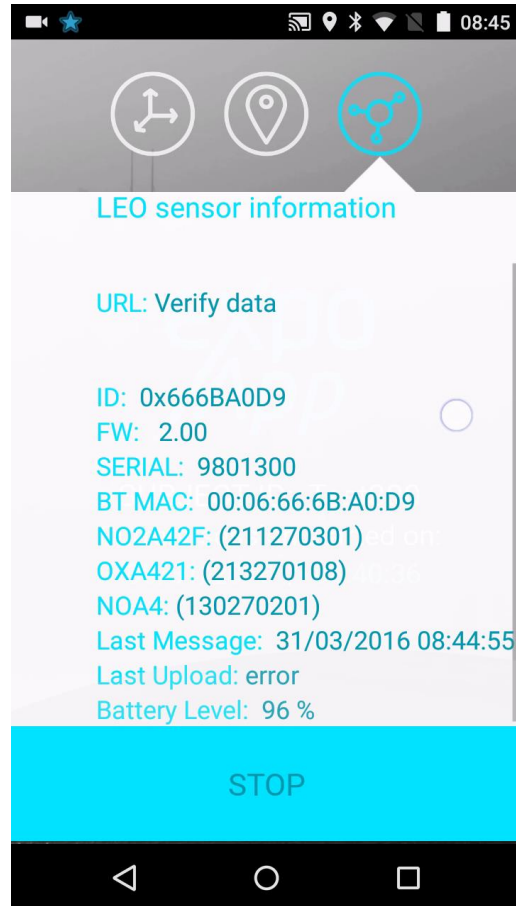 08:45
LEO sensor information
URL: Verify data
expo
App
ID: 0x666BA0D9
FW: 2.00
SERIAL: 9801300
BT MAC: 00:06:66:6B:A0:D9
NO2A42F: (211270301)
OXA421: (213270108)
NOA4: (130270201)
Last Message: 31/03/2016 08:44:55
Last Upload: error
Battery Level: 96 %
STOP